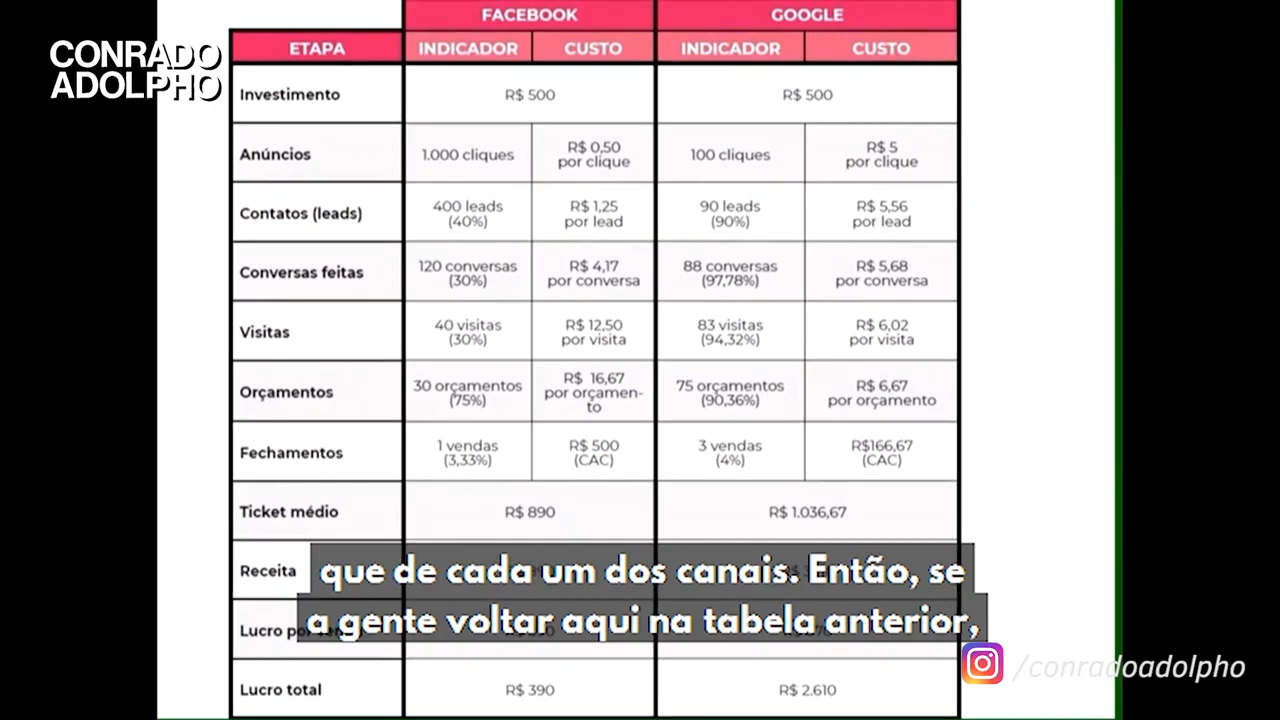 CONRADO
ADOLPHO
FACEBOOK GOOGLE
ETAPA INDICADOR CUSTO INDICADOR CUSTO
Investimento R$ 500 R$ 500
Anúncios 1.000 cliques R$ 0,50 por clique 100 cliques R$ 5 por clique
Contatos (leads) 400 leads (40%) R$ 1,25 por lead 90 leads (90%) R$ 5,56 por lead
Conversas feitas 120 conversas (30%) R$ 4,17 por conversa 88 conversas (97,78%) R$ 5,68 por conversa
Visitas 40 visitas (30%) R$ 12,50 por visita 83 visitas (94,32%) R$ 6,02 por visita
Orçamentos 30 orçamentos (75%) R$ 16,67 por orçamen- to 75 orçamentos (90,36%) R$ 6,67 por orçamento
Fechamentos 1 vendas (3,33%) R$ 500 (CAC) 3 vendas (4%) R$166,67 (CAC)
Ticket médio R$ 890 R$ 1.036,67
Receita
que de cada um dos canais. Então, se
a gente voltar aqui na tabela anterior,
Lucro
Lucro total R$ 390 R$ 2.610
/conradoadolpho